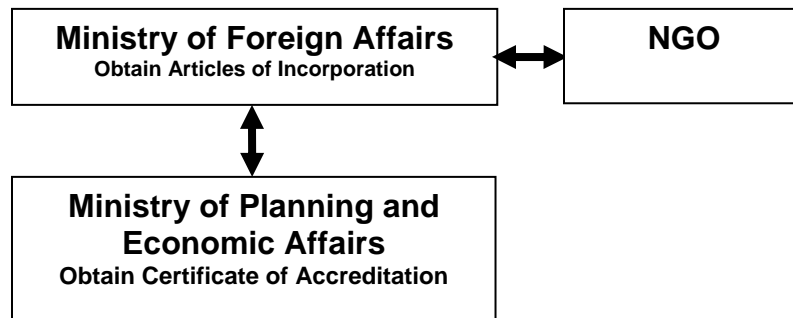 Ministry of Foreign Affairs
Obtain Articles of Incorporation
NGO
Ministry of Planning and
Economic Affairs
Obtain Certificate of Accreditation